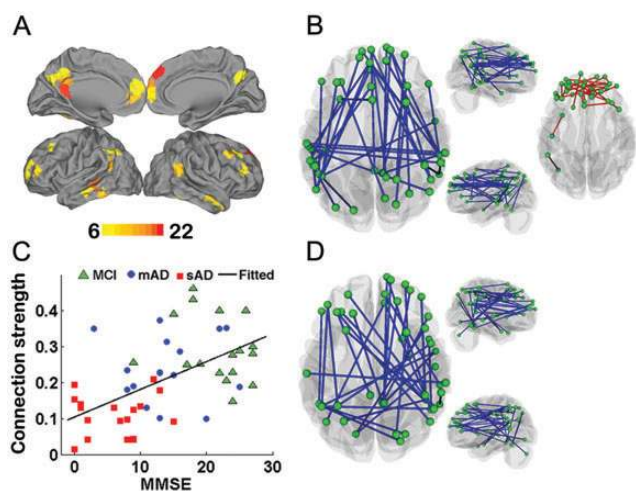 A
B
6 22
C
MCI mAD sAD Fitted
Connection strength
0.4
0.3
0.2
0.1
0
0 10 20 30
MMSE
D